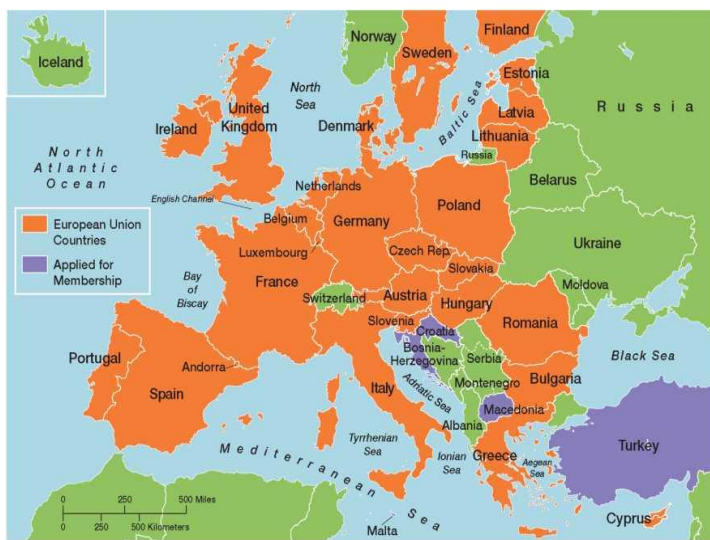 Iceland
Norway
Sweden
Finland
North
Sea
Estonia
Latvia
Lithuania
Russia
Baltic Sea
Russia
United
Kingdom
Ireland
Denmark
North
Atlantic
Ocean
Belarus
English Channel
Netherlands
Belgium
Germany
Poland
European Union
Countries
Applied for
Membership
Luxembourg
Czech Rep.
Slovakia
Ukraine
Moldova
Bay
of
Biscay
France
Switzerland
Austria
Hungary
Romania
Slovenia
Croatia
Bosnia-
Herzegovina
Serbia
Black Sea
Portugal
Spain
Andorra
Italy
Adriatic Sea
Montenegro
Bulgaria
Macedonia
Albania
Turkey
Mediterranean Sea
Tyrrhenian
Sea
Ionian
Sea
Greece
Aegean
Sea
0 250 500 Miles
0 250 500 Kilometers
Malta
Cyprus